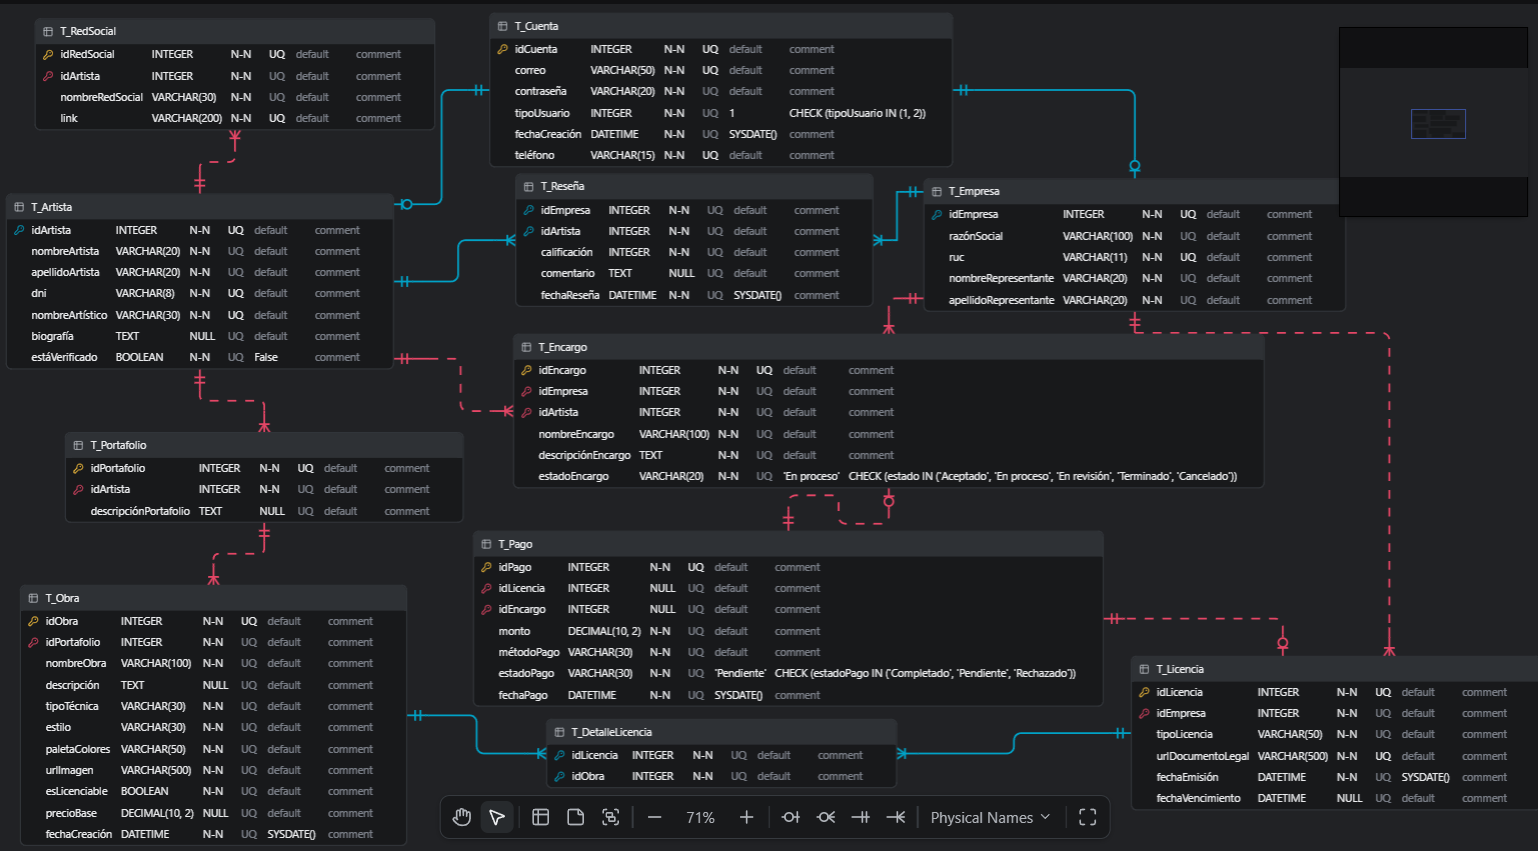 T_RedSocial
idRedSocial INTEGER N-N UQ default comment
idArtista INTEGER N-N UQ default comment
nombreRedSocial VARCHAR(30) N-N UQ default comment
link VARCHAR(200) N-N UQ default comment
T_Cuenta
idCuenta INTEGER N-N UQ default comment
correo VARCHAR(50) N-N UQ default comment
contraseña VARCHAR(20) N-N UQ default comment
tipoUsuario INTEGER N-N UQ 1 CHECK (tipoUsuario IN (1, 2))
fechaCreación DATETIME N-N UQ SYSDATE() comment
teléfono VARCHAR(15) N-N UQ default comment
T_Artista
idArtista INTEGER N-N UQ default comment
nombreArtista VARCHAR(20) N-N UQ default comment
apellidoArtista VARCHAR(20) N-N UQ default comment
dni VARCHAR(8) N-N UQ default comment
nombreArtístico VARCHAR(30) N-N UQ default comment
biografía TEXT NULL UQ default comment
estáVerificado BOOLEAN N-N UQ False comment
T_Reseña
idEmpresa INTEGER N-N UQ default comment
idArtista INTEGER N-N UQ default comment
calificación INTEGER N-N UQ default comment
comentario TEXT NULL UQ default comment
fechaReseña DATETIME N-N UQ SYSDATE() comment
T_Empresa
idEmpresa INTEGER N-N UQ default comment
razónSocial VARCHAR(100) N-N UQ default comment
ruc VARCHAR(11) N-N UQ default comment
nombreRepresentante VARCHAR(20) N-N UQ default comment
apellidoRepresentante VARCHAR(20) N-N UQ default comment
T_Encargo
idEncargo INTEGER N-N UQ default comment
idEmpresa INTEGER N-N UQ default comment
idArtista INTEGER N-N UQ default comment
nombreEncargo VARCHAR(100) N-N UQ default comment
descripciónEncargo TEXT N-N UQ default comment
estadoEncargo VARCHAR(20) N-N UQ 'En proceso' CHECK (estado IN ('Aceptado', 'En proceso', 'En revisión', 'Terminado', 'Cancelado'))
T_Portafolio
idPortafolio INTEGER N-N UQ default comment
idArtista INTEGER N-N UQ default comment
descripciónPortafolio TEXT NULL UQ default comment
T_Pago
idPago INTEGER N-N UQ default comment
idLicencia INTEGER NULL UQ default comment
idEncargo INTEGER NULL UQ default comment
monto DECIMAL(10, 2) N-N UQ default comment
métodoPago VARCHAR(30) N-N UQ default comment
estadoPago VARCHAR(30) N-N UQ 'Pendiente' CHECK (estadoPago IN ('Completado', 'Pendiente', 'Rechazado'))
fechaPago DATETIME N-N UQ SYSDATE() comment
T_Obra
idObra INTEGER N-N UQ default comment
idPortafolio INTEGER N-N UQ default comment
nombreObra VARCHAR(100) N-N UQ default comment
descripción TEXT NULL UQ default comment
tipoTécnica VARCHAR(30) N-N UQ default comment
estilo VARCHAR(30) N-N UQ default comment
paletaColores VARCHAR(50) N-N UQ default comment
urlImagen VARCHAR(500) N-N UQ default comment
esLicenciable BOOLEAN N-N UQ default comment
precioBase DECIMAL(10, 2) NULL UQ default comment
fechaCreación DATETIME N-N UQ SYSDATE() comment
T_DetalleLicencia
idLicencia INTEGER N-N UQ default comment
idObra INTEGER N-N UQ default comment
T_Licencia
idLicencia INTEGER N-N UQ default comment
idEmpresa INTEGER N-N UQ default comment
tipoLicencia VARCHAR(50) N-N UQ default comment
urlDocumentoLegal VARCHAR(500) N-N UQ default comment
fechaEmisión DATETIME N-N UQ SYSDATE() comment
fechaVencimiento DATETIME NULL UQ default comment
71% Physical Names